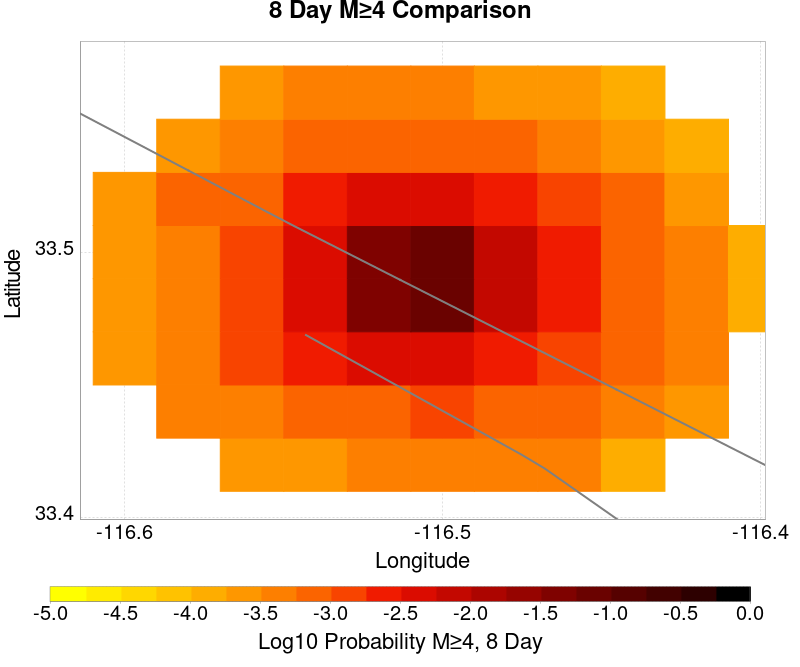 8 Day M≥4 Comparison
33.5
33.4
Latitude
-116.6 -116.5 -116.4
Longitude
-5.0 -4.5 -4.0 -3.5 -3.0 -2.5 -2.0 -1.5 -1.0 -0.5 0.0
Log10 Probability M≥4, 8 Day